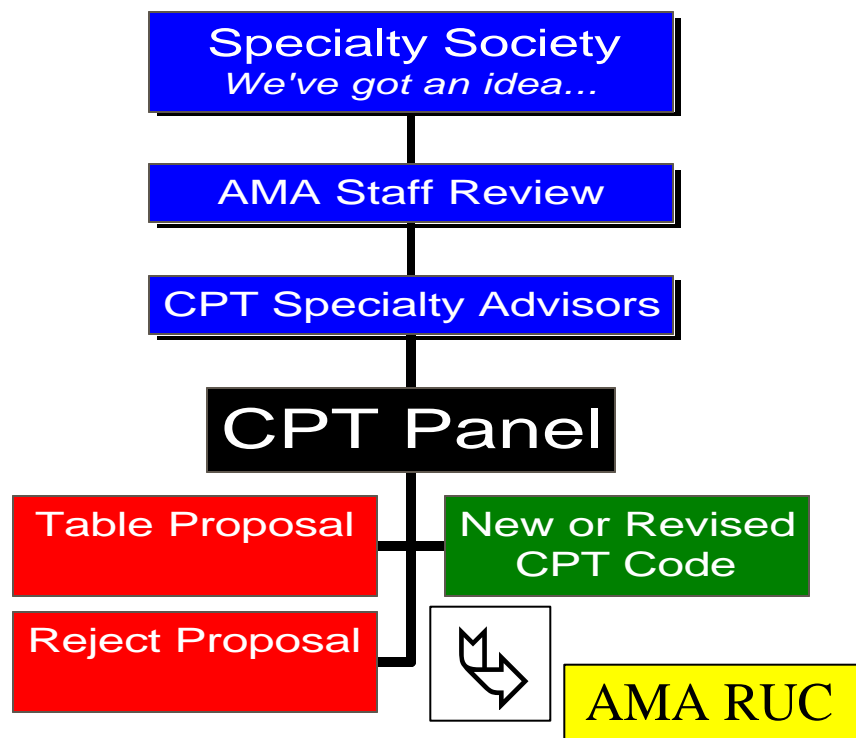 Specialty Society
We've got an idea...
AMA Staff Review
CPT Specialty Advisors
CPT Panel
Table Proposal
New or Revised
CPT Code
Reject Proposal
AMA RUC